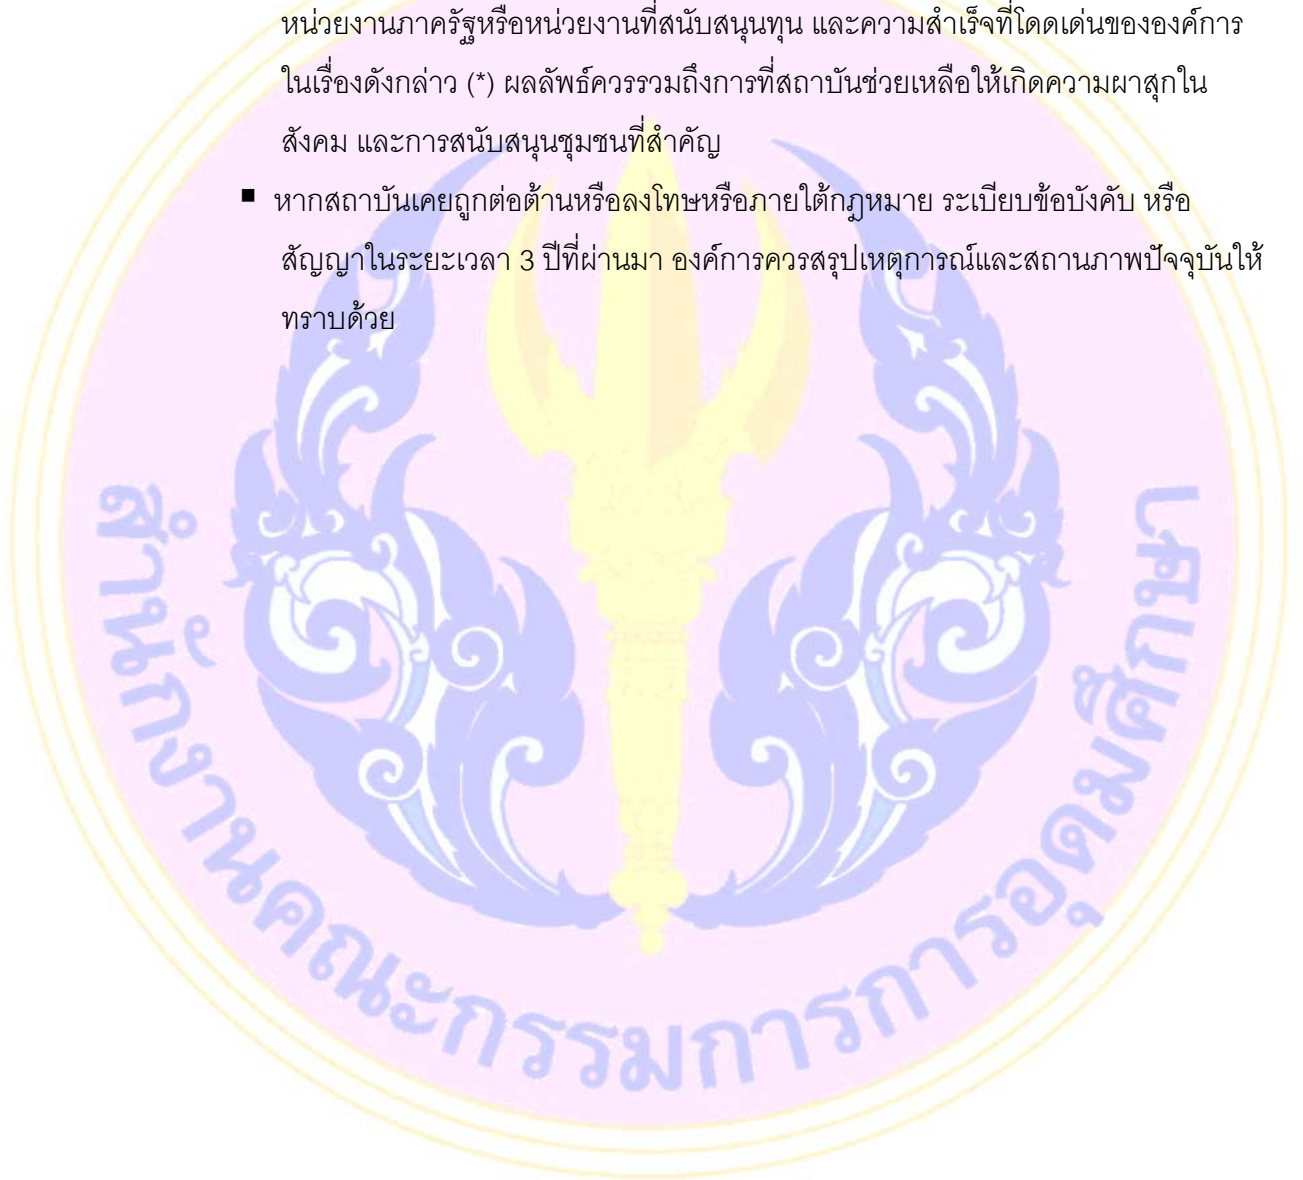 หน่วยงานภาครัฐหรือหน่วยงานที่สนับสนุนทุน และความสำเร็จที่โดดเด่นขององค์การ
ในเรื่องดังกล่าว (*) ผลลัพธ์ควรรวมถึงการที่สถาบันช่วยเหลือให้เกิดความผาสุกใน
สังคม และการสนับสนุนชุมชนที่สำคัญ
▪ หากสถาบันเคยถูกต่อต้านหรือลงโทษหรือภายใต้กฎหมาย ระเบียบข้อบังคับ หรือ
สัญญาในระยะเวลา 3 ปีที่ผ่านมา องค์การควรสรุปเหตุการณ์และสถานภาพปัจจุบันให้
ทราบด้วย
สำนักงานคณะกรรมการการอุดมศึกษา